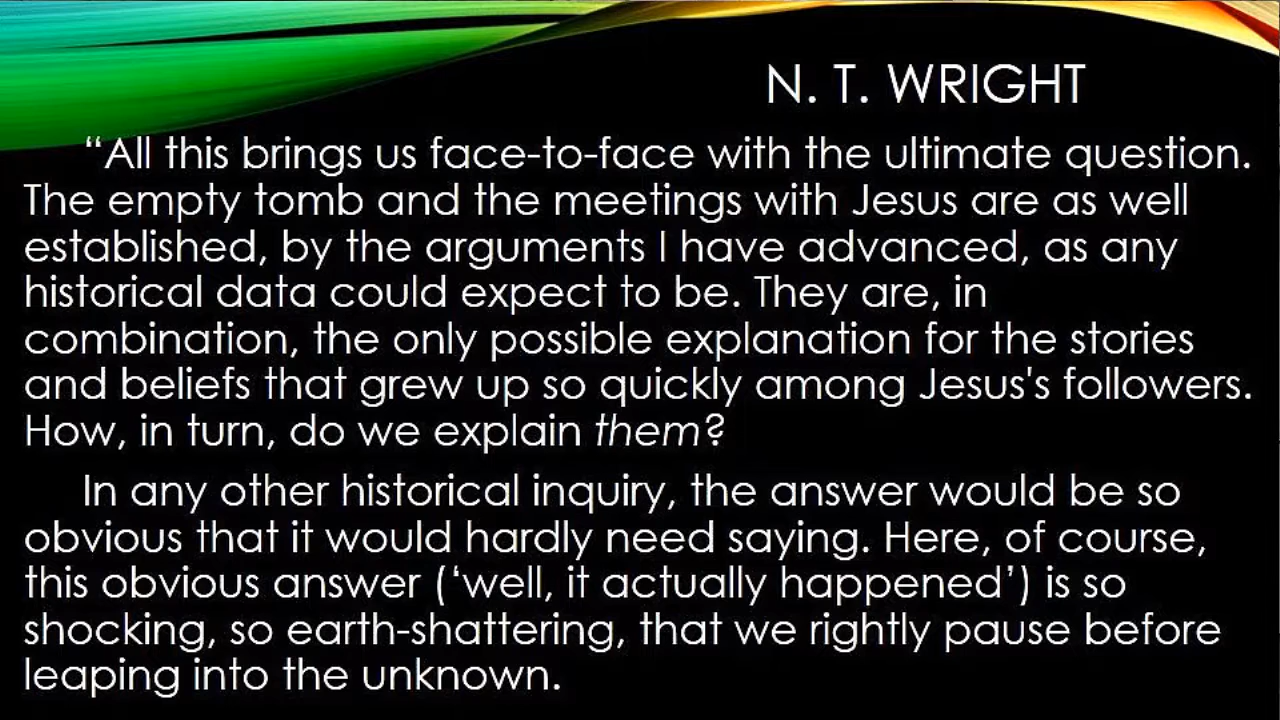 N. T. WRIGHT
“All this brings us face-to-face with the ultimate question.
The empty tomb and the meetings with Jesus are as well
established, by the arguments I have advanced, as any
historical data could expect to be. They are, in
combination, the only possible explanation for the stories
and beliefs that grew up so quickly among Jesus's followers.
How, in turn, do we explain them?
In any other historical inquiry, the answer would be so
obvious that it would hardly need saying. Here, of course,
this obvious answer (‘well, it actually happened’) is so
shocking, so earth-shattering, that we rightly pause before
leaping into the unknown.